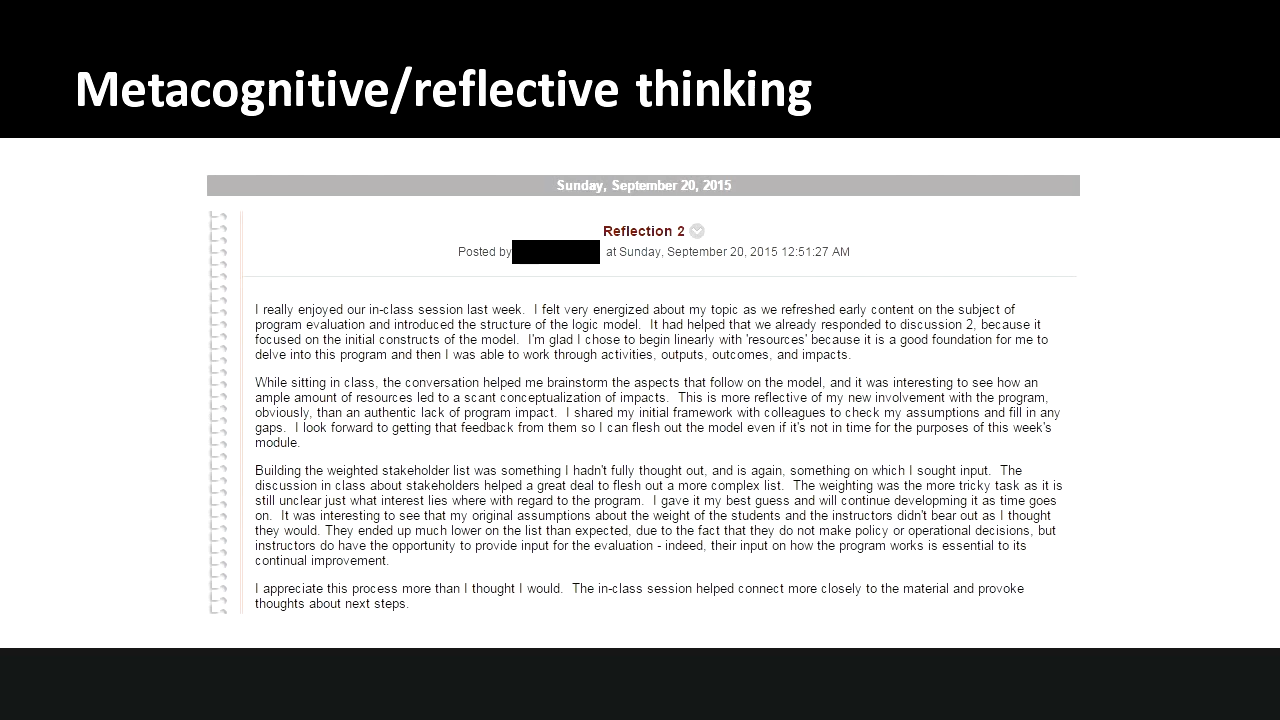 Metacognitive/reflective thinking
Sunday, September 20, 2015
Reflection 2
Posted by at Sunday, September 20, 2015 12:51:27 AM
I really enjoyed our in-class session last week. I felt very energized about my topic as we refreshed early content on the subject of
program evaluation and introduced the structure of the logic model. It had helped that we already responded to discussion 2, because it
focused on the initial constructs of the model. I'm glad I chose to begin linearly with 'resources' because it is a good foundation for me to
delve into this program and then I was able to work through activities, outputs, outcomes, and impacts.
While sitting in class, the conversation helped me brainstorm the aspects that follow on the model, and it was interesting to see how an
ample amount of resources led to a scant conceptualization of impacts. This is more reflective of my new involvement with the program,
obviously, than an authentic lack of program impact. I shared my initial framework with colleagues to check my assumptions and fill in any
gaps. I look forward to getting that feedback from them so I can flesh out the model even if it's not in time for the purposes of this week's
module.
Building the weighted stakeholder list was something I hadn't fully thought out, and is again, something on which I sought input. The
discussion in class about stakeholders helped a great deal to flesh out a more complex list. The weighting was the more tricky task as it is
still unclear just what interest lies where with regard to the program. I gave it my best guess and will continue developming it as time goes
on. It was interesting to see that my original assumptions about the weight of the students and the instructors didn't bear out as I thought
they would. They ended up much lower on the list than expected, due to the fact that they do not make policy or operational decisions, but
instructors do have the opportunity to provide input for the evaluation - indeed, their input on how the program works is essential to its
continual improvement.
I appreciate this process more than I thought I would. The in-class session helped connect more closely to the material and provoke
thoughts about next steps.